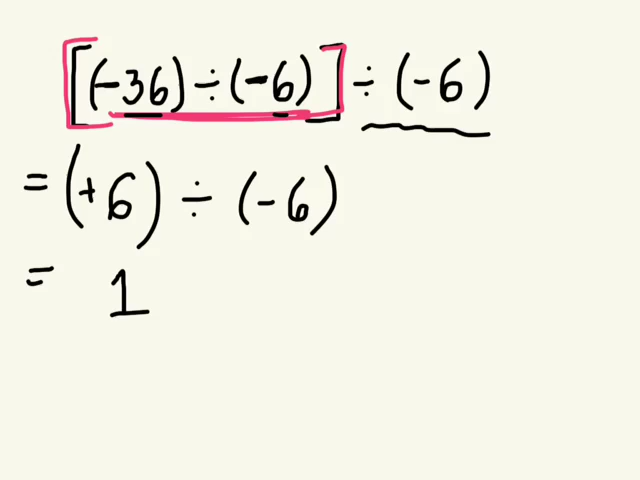 [(-36) ÷ (-6)] ÷ (-6)
= (+6) ÷ (-6)
= 1